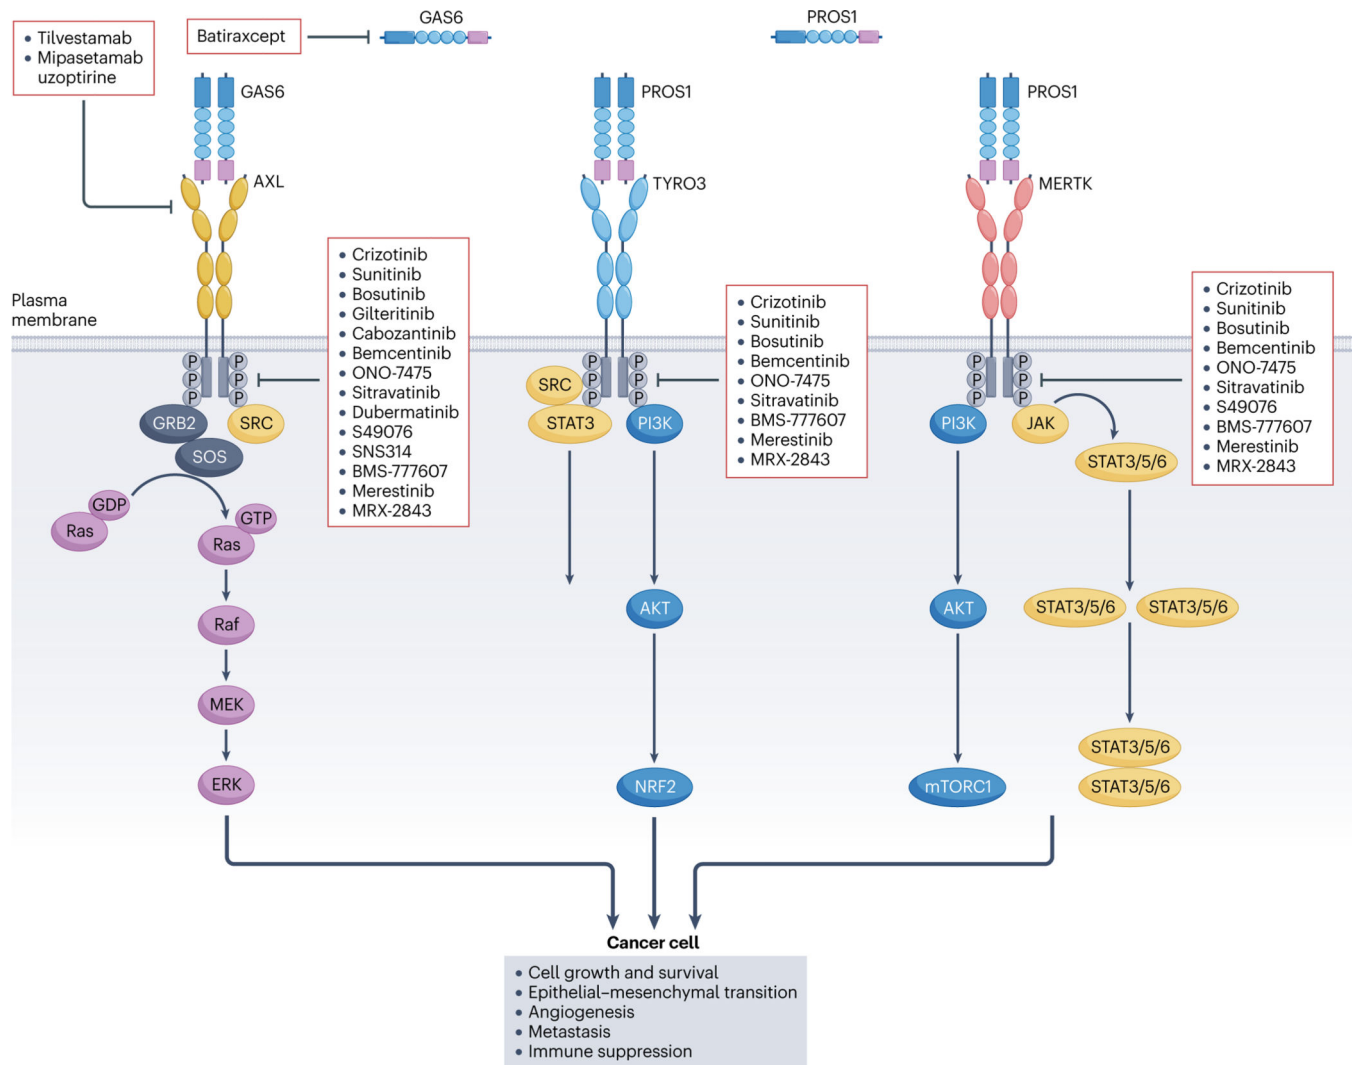 Tilvestamab
Mipasetamab
uzoptirine
Batiraxcept
GAS6
PROS1
GAS6
AXL
PROS1
TYRO3
PROS1
MERTK
Plasma
membrane
Crizotinib
Sunitinib
Bosutinib
Gilteritinib
Cabozantinib
Bemcentinib
ONO-7475
Sitravatinib
Dubermatinib
S49076
SNS314
BMS-777607
Merestinib
MRX-2843
Crizotinib
Sunitinib
Bosutinib
Bemcentinib
ONO-7475
Sitravatinib
BMS-777607
Merestinib
MRX-2843
Crizotinib
Sunitinib
Bosutinib
Bemcentinib
ONO-7475
Sitravatinib
S49076
BMS-777607
Merestinib
MRX-2843
P P
P P
P P
GRB2
SRC
SOS
GDP
Ras
GTP
Ras
Raf
MEK
ERK
P P
P P
P P
SRC
STAT3
PI3K
AKT
NRF2
P P
P P
P P
PI3K
JAK
STAT3/5/6
AKT
STAT3/5/6
STAT3/5/6
mTORC1
STAT3/5/6
STAT3/5/6
Cancer cell
Cell growth and survival
Epithelial–mesenchymal transition
Angiogenesis
Metastasis
Immune suppression